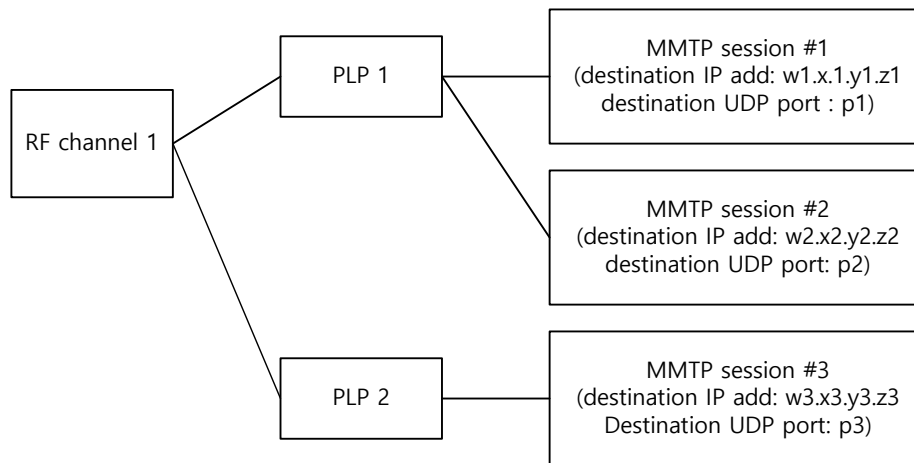 RF channel 1
PLP 1
MMTP session #1
(destination IP add: w1.x.1.y1.z1
destination UDP port : p1)
MMTP session #2
(destination IP add: w2.x2.y2.z2
destination UDP port: p2)
PLP 2
MMTP session #3
(destination IP add: w3.x3.y3.z3
Destination UDP port: p3)